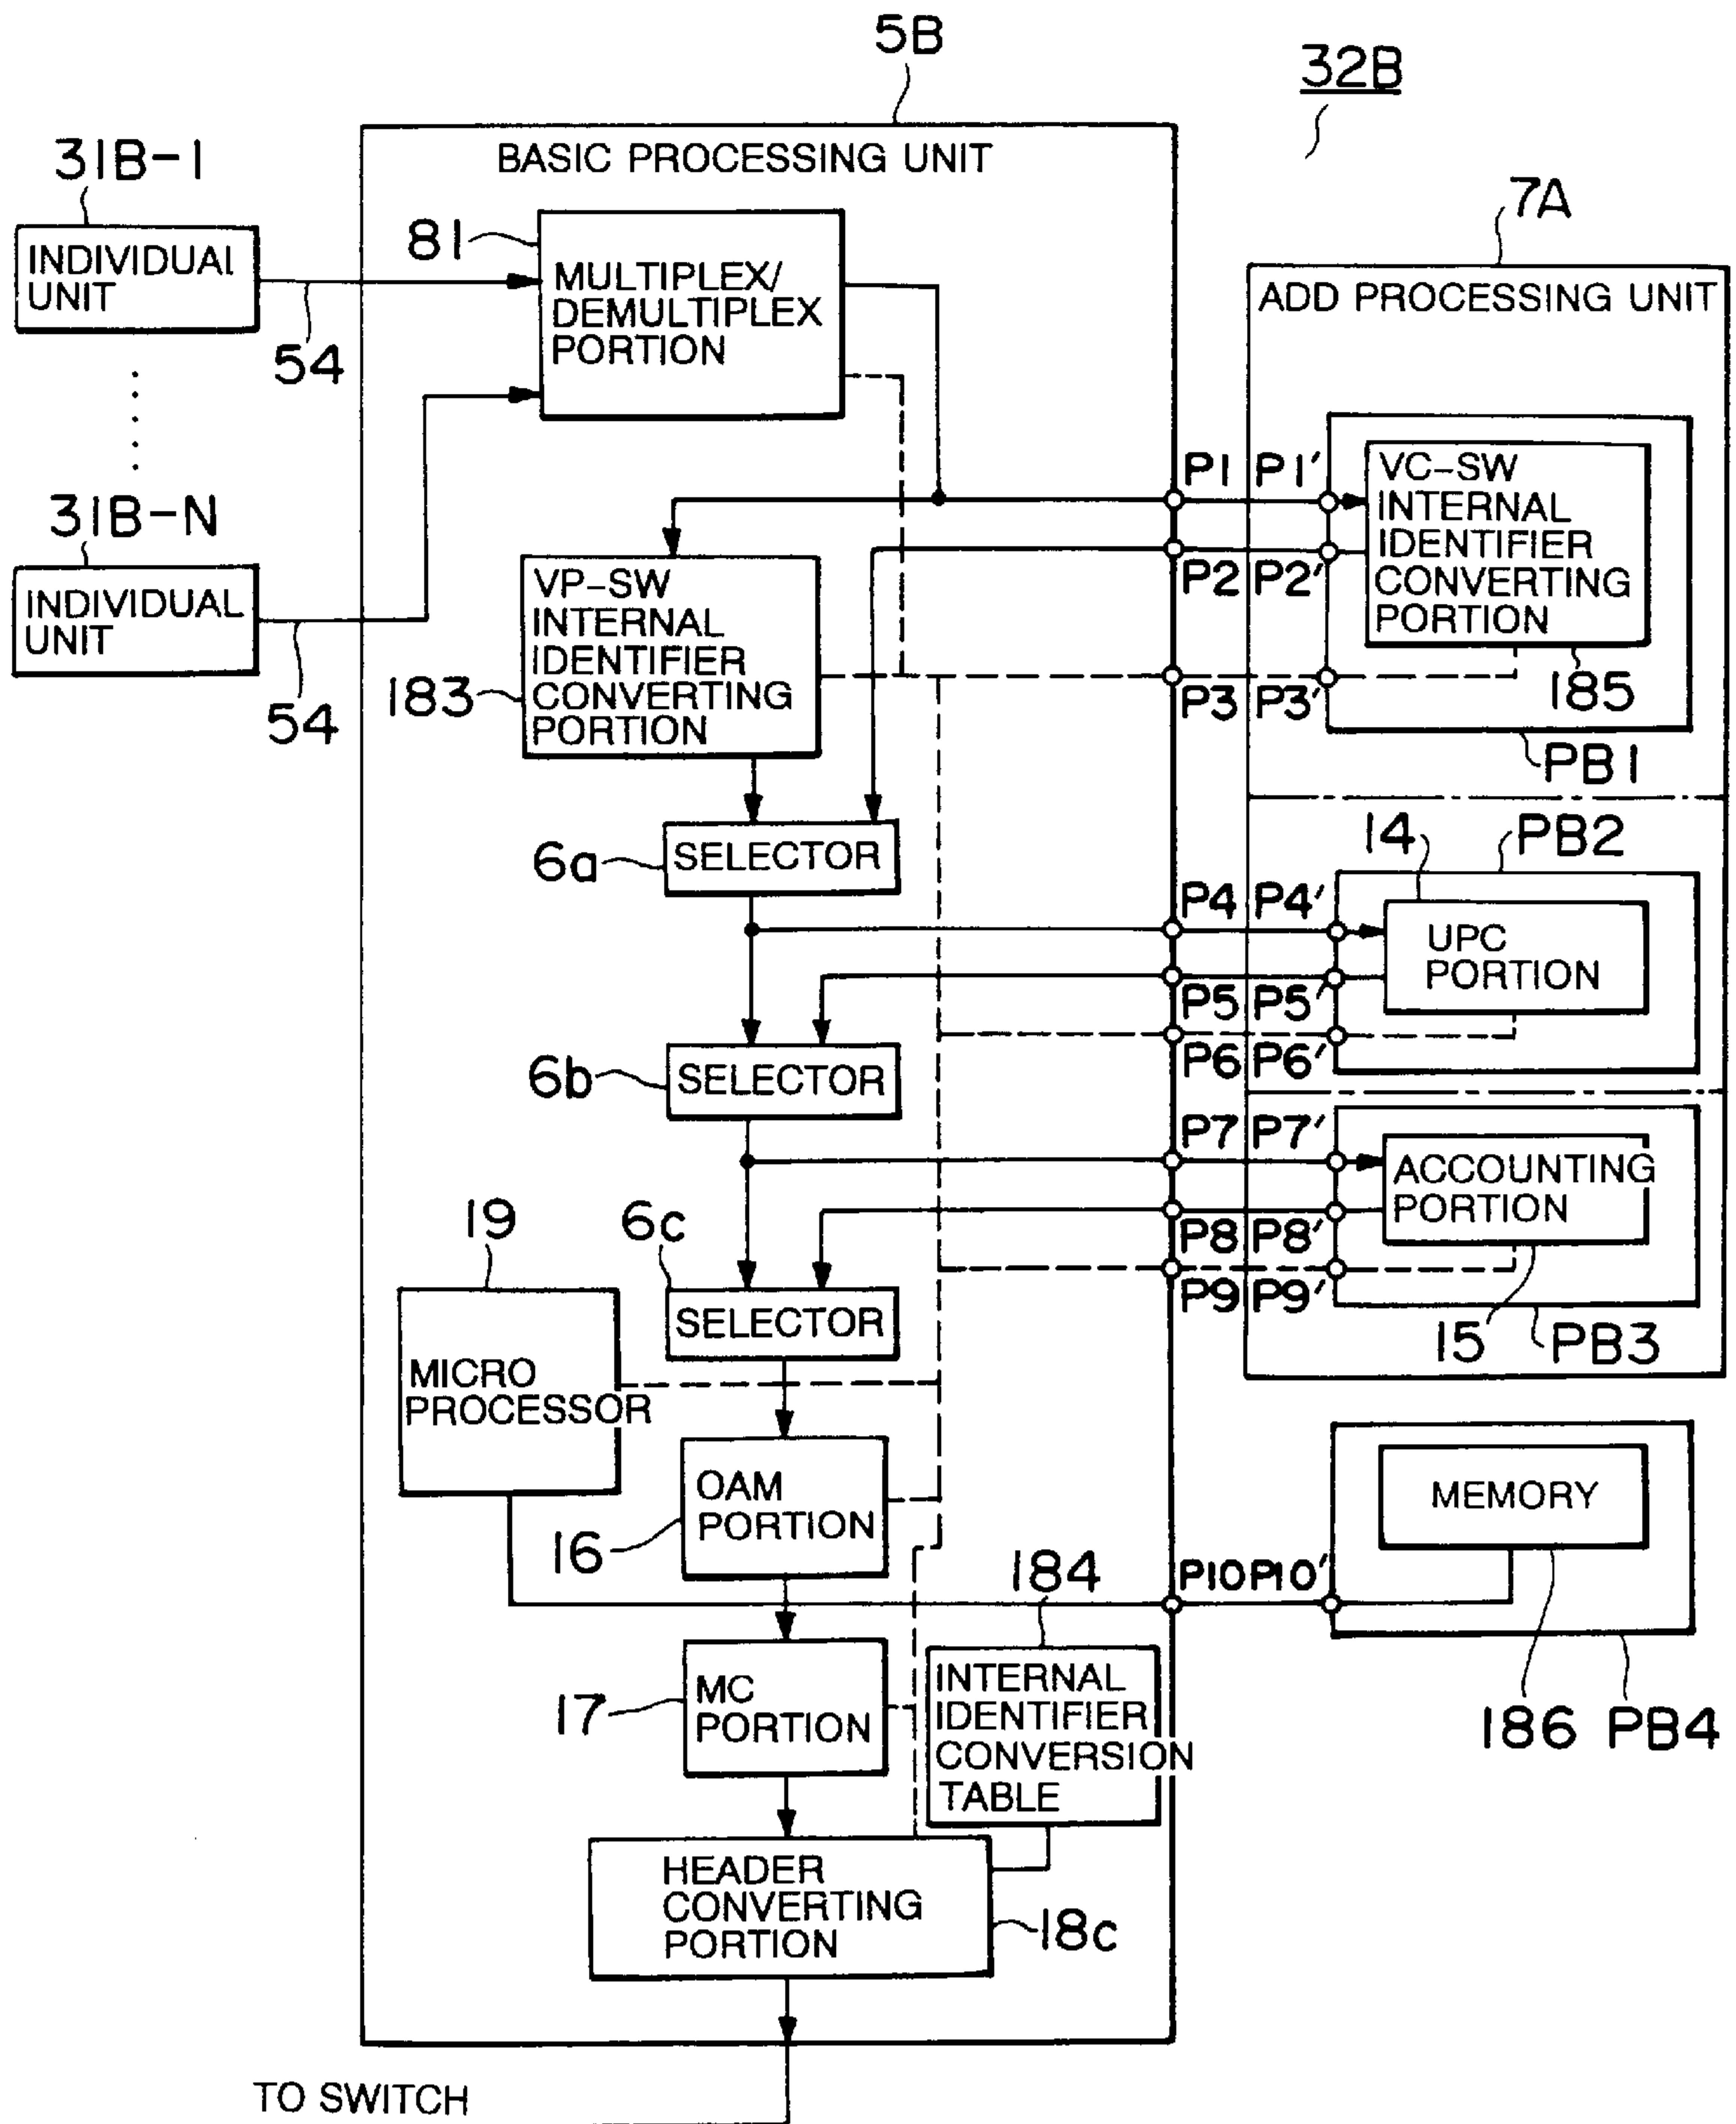 5B
32B
BASIC PROCESSING UNIT
31B-1
7A
81
INDIVIDUAL
UNIT
MULTIPLEX/
DEMULTIPLEX
PORTION
ADD PROCESSING UNIT
54
P1 P1′
VC-SW
INTERNAL
IDENTIFIER
CONVERTING
PORTION
31B-N
P2 P2′
INDIVIDUAL
UNIT
VP-SW
INTERNAL
IDENTIFIER
CONVERTING
PORTION
183
54
P3 P3′
185
PB1
14
PB2
6a
SELECTOR
P4 P4′
UPC
PORTION
P5 P5′
6b
SELECTOR
P6 P6′
P7 P7′
ACCOUNTING
PORTION
19
6c
P8 P8′
P9 P9′
SELECTOR
15
PB3
MICRO
PROCESSOR
OAM
PORTION
16
MEMORY
184
P10 P10′
17
MC
PORTION
INTERNAL
IDENTIFIER
CONVERSION
TABLE
186 PB4
HEADER
CONVERTING
PORTION
18c
TO SWITCH